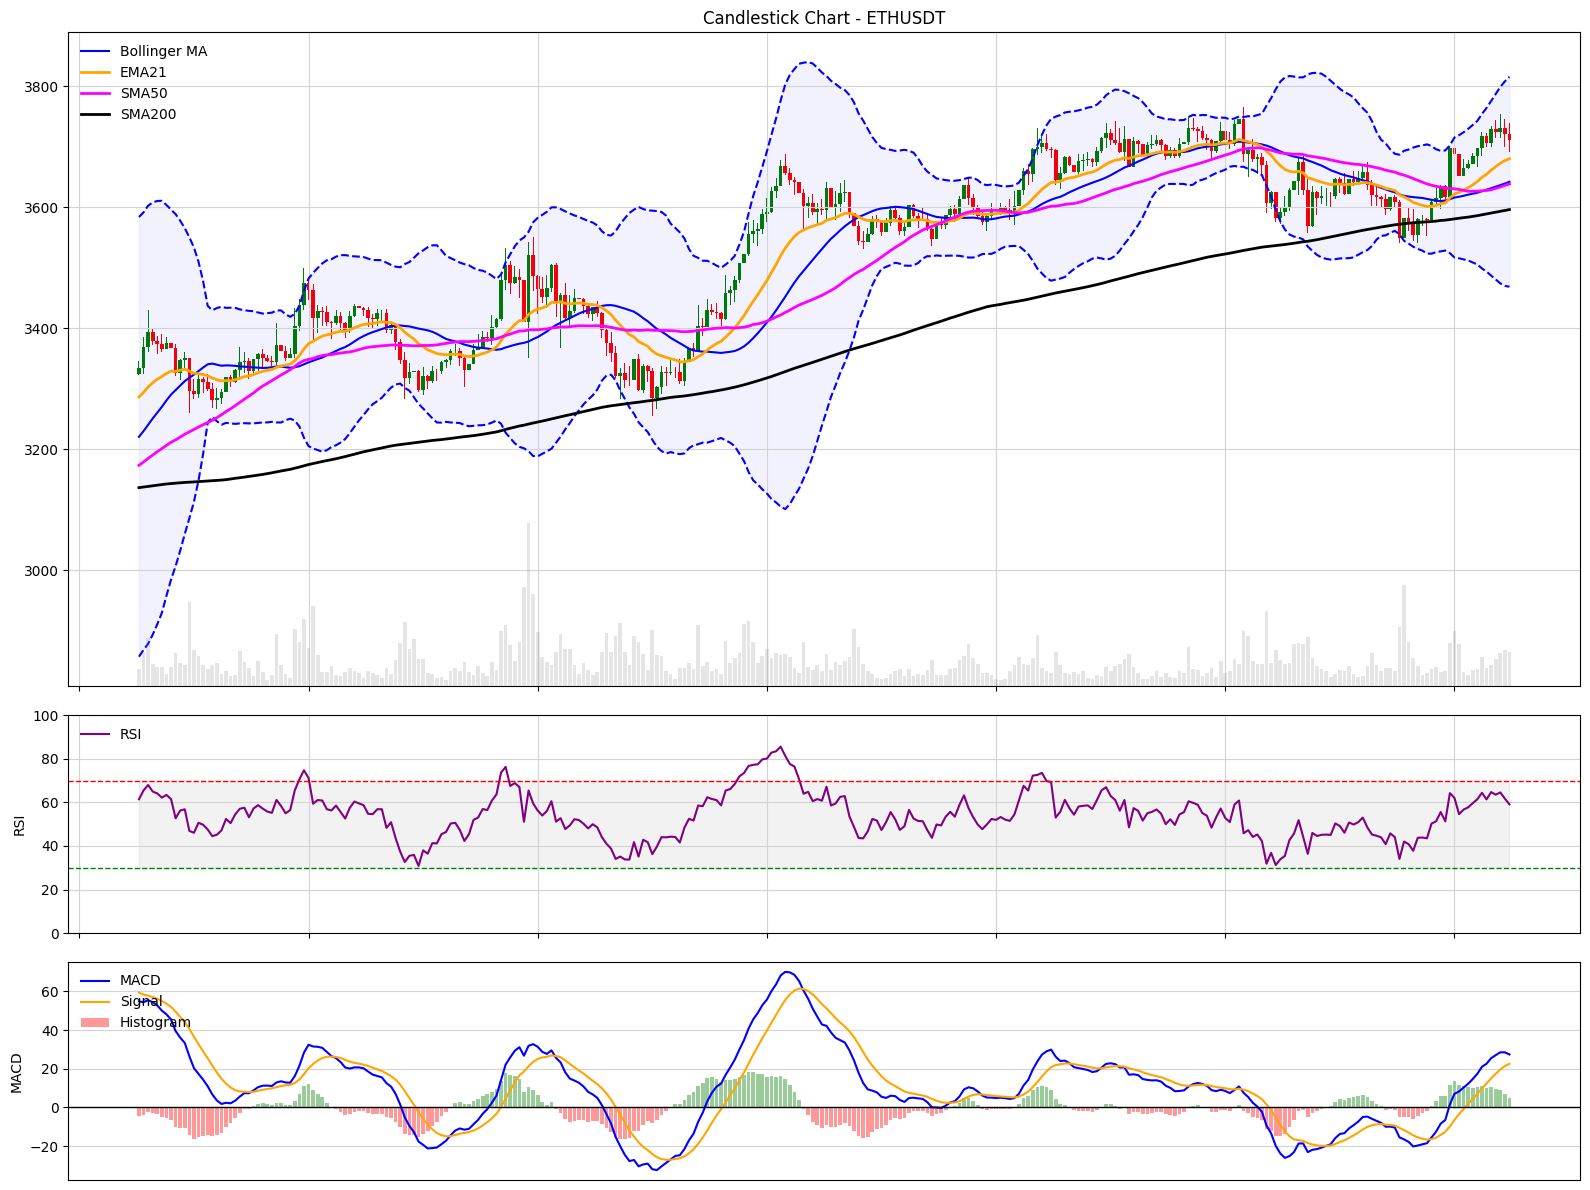 Candlestick Chart - ETHUSDT
Bollinger MA
EMA21
SMA50
SMA200
3800
3600
3400
3200
3000
RSI
100
80
60
40
20
0
RSI
MACD
Signal
Histogram
60
40
20
0
−20
MACD